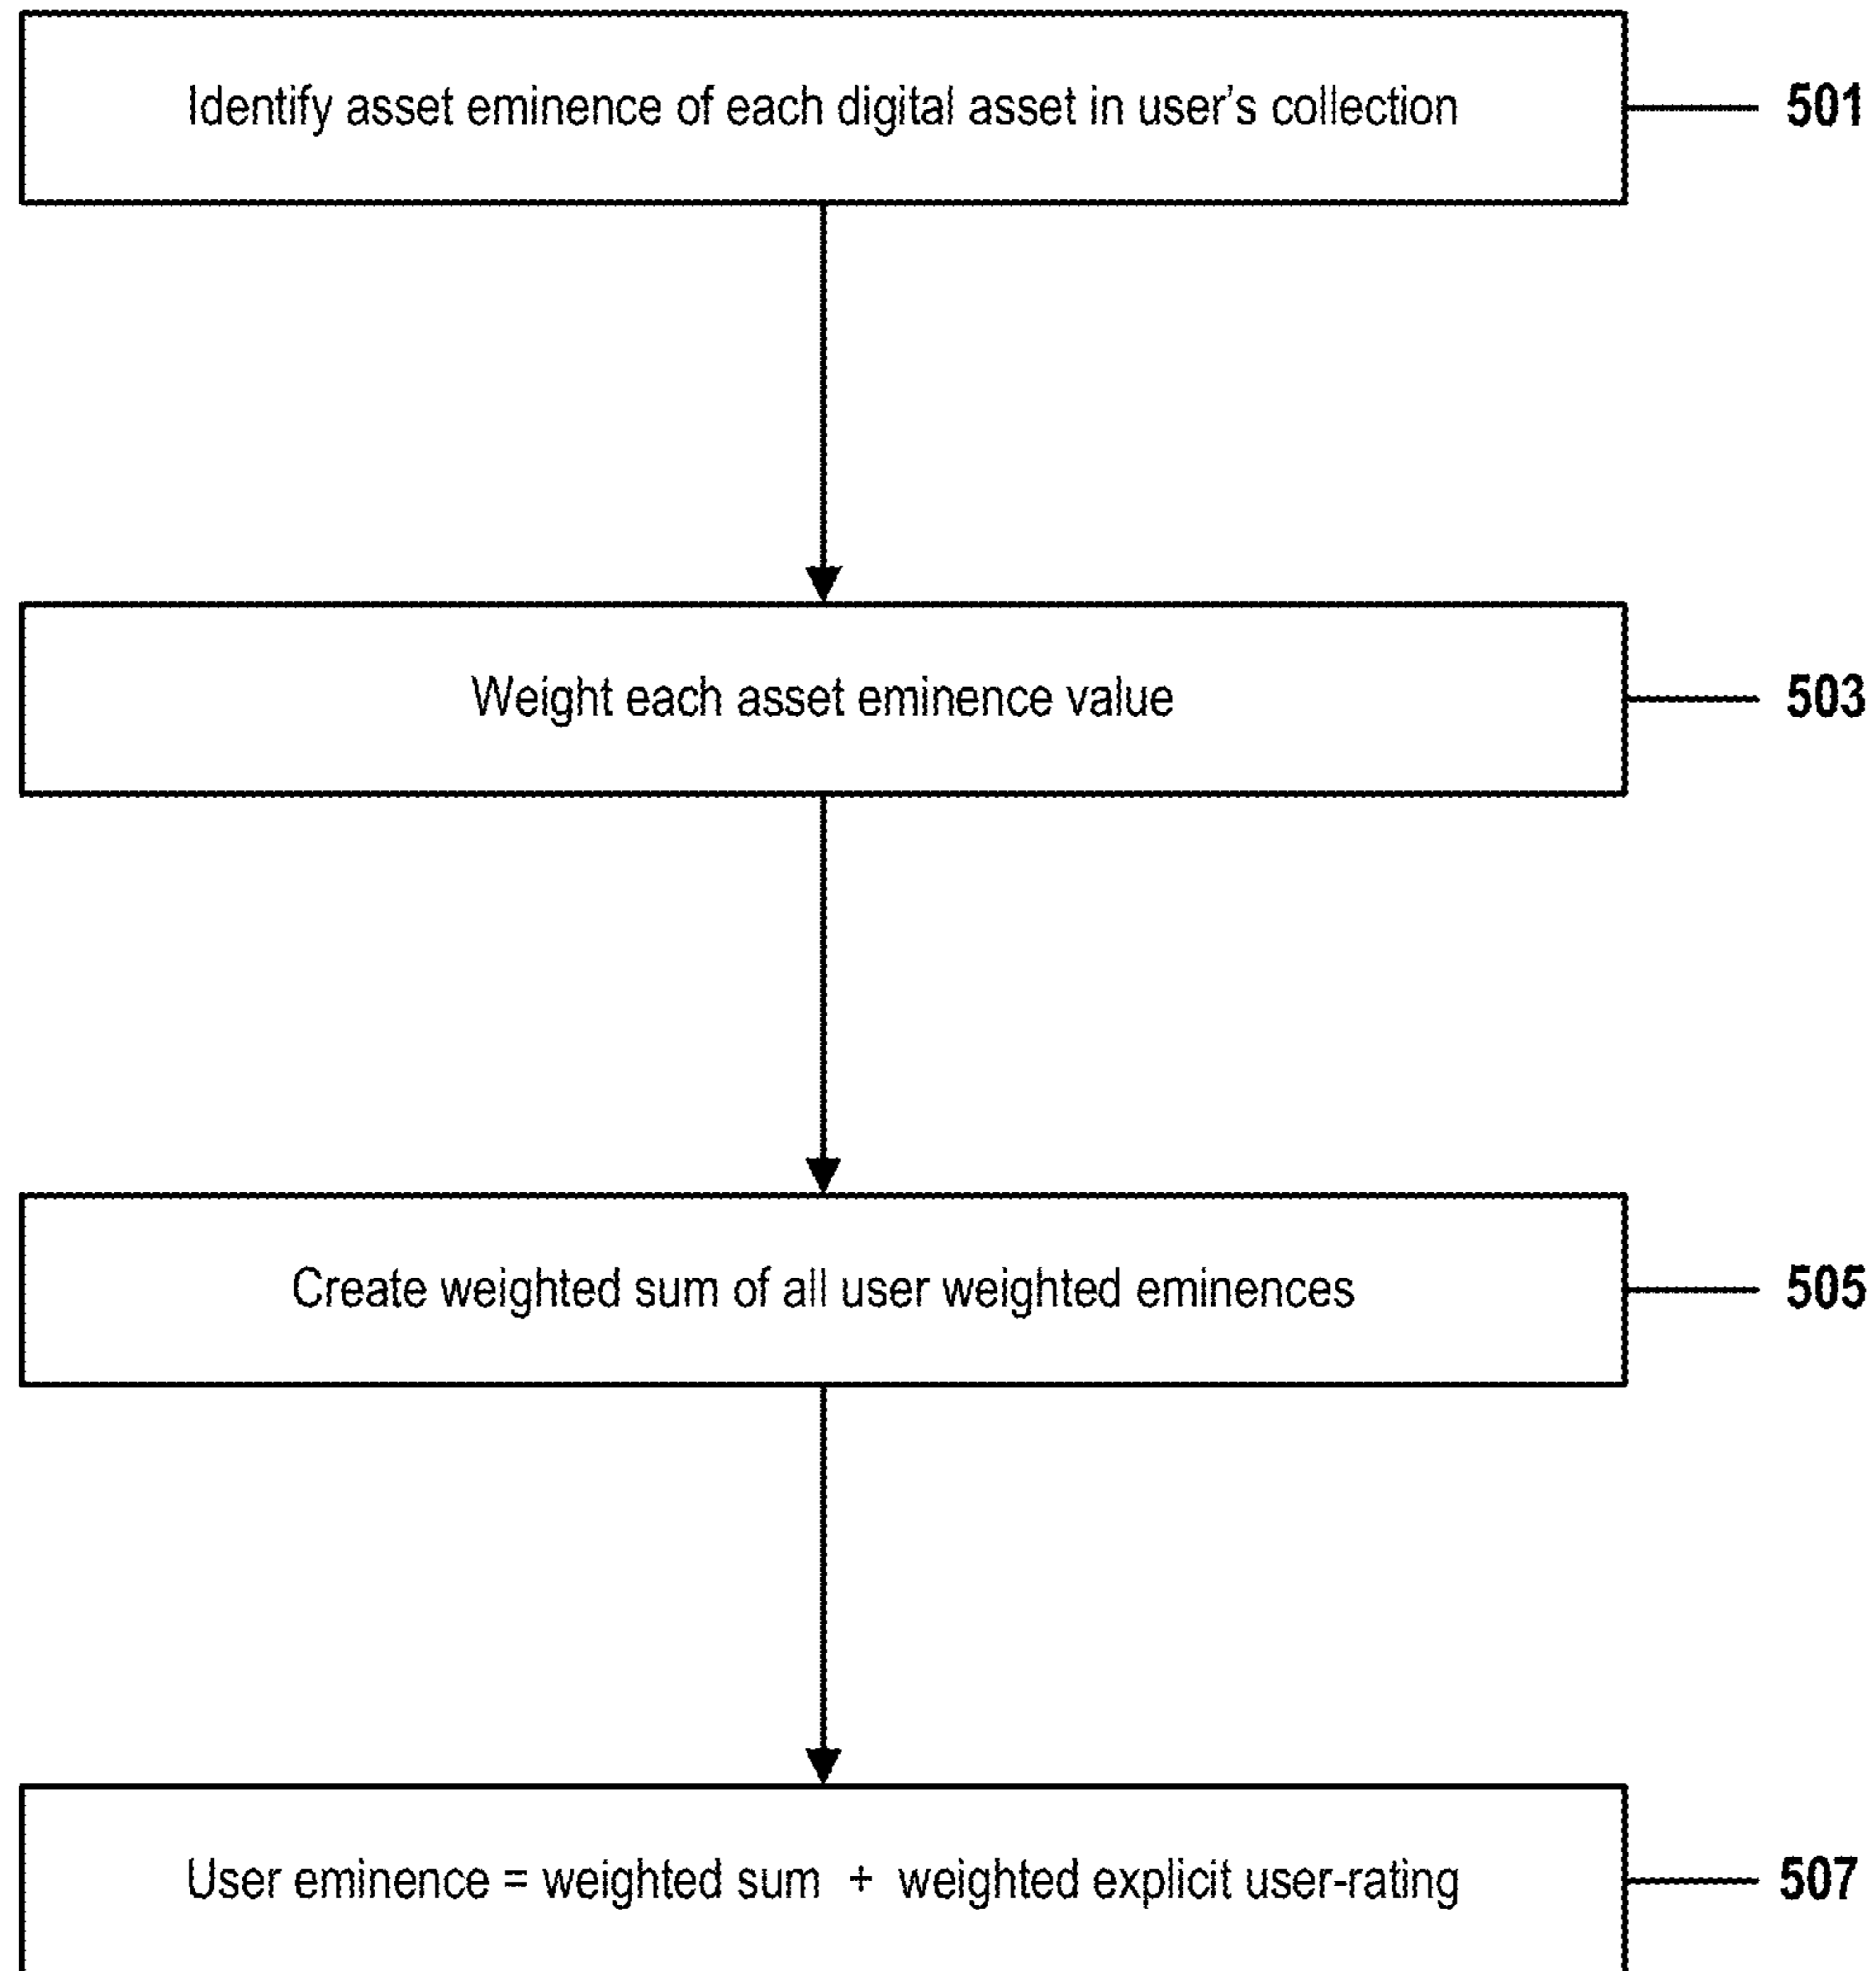 Identify asset eminence of each digital asset in user's collection
501
Weight each asset eminence value
503
Create weighted sum of all user weighted eminences
505
User eminence = weighted sum + weighted explicit user-rating
507